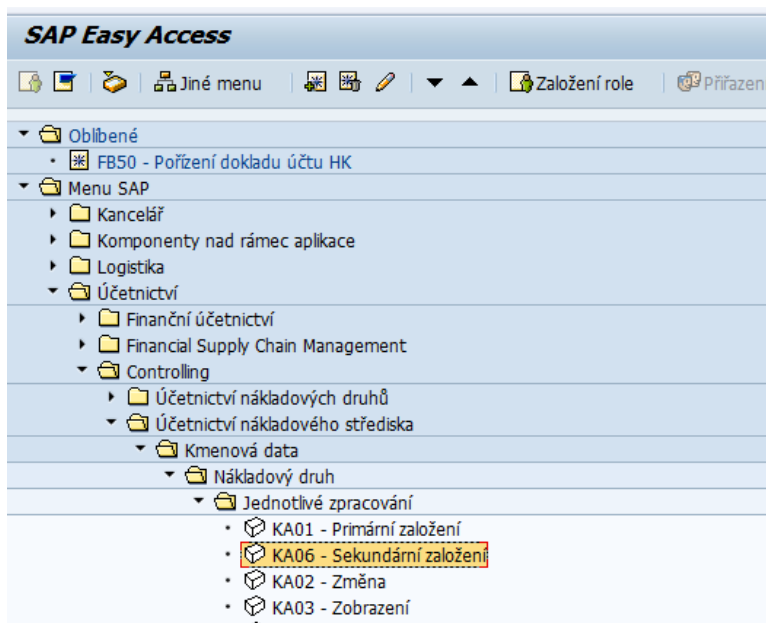 SAP Easy Access
Jiné menu Založení role Přiřazen
Oblíbené
FB50 - Pořízení dokladu účtu HK
Menu SAP
Kancelář
Komponenty nad rámec aplikace
Logistika
Účetnictví
Finanční účetnictví
Financial Supply Chain Management
Controlling
Účetnictví nákladových druhů
Účetnictví nákladového střediska
Kmenová data
Nákladový druh
Jednotlivé zpracování
KA01 - Primární založení
KA06 - Sekundární založení
KA02 - Změna
KA03 - Zobrazení